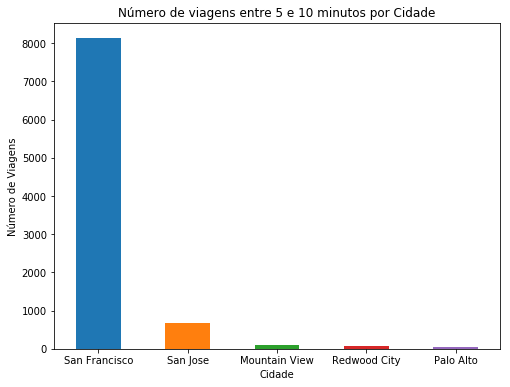 Número de viagens entre 5 e 10 minutos por Cidade
Número de Viagens
8000
7000
6000
5000
4000
3000
2000
1000
0
San Francisco San Jose Mountain View Redwood City Palo Alto
Cidade